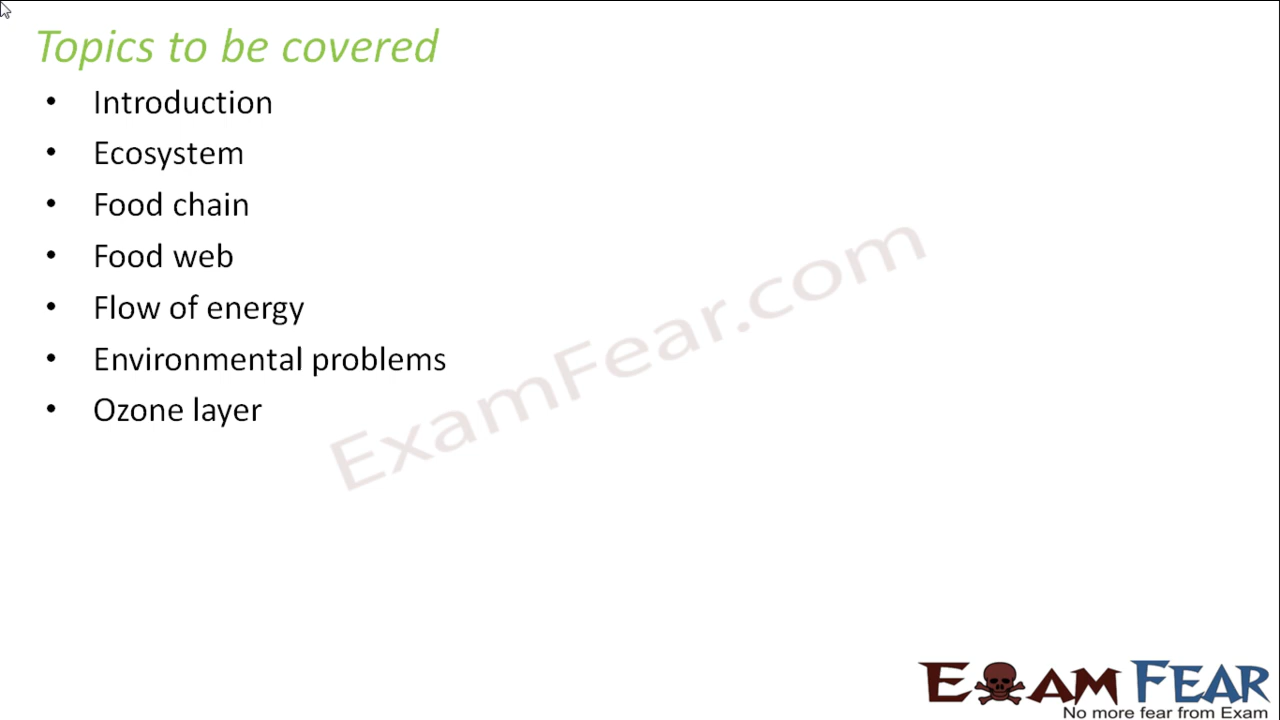 Topics to be covered
• Introduction
• Ecosystem
• Food chain
• Food web
• Flow of energy
• Environmental problems
• Ozone layer
ExamFear.com
EXAM FEAR
No more fear from Exam